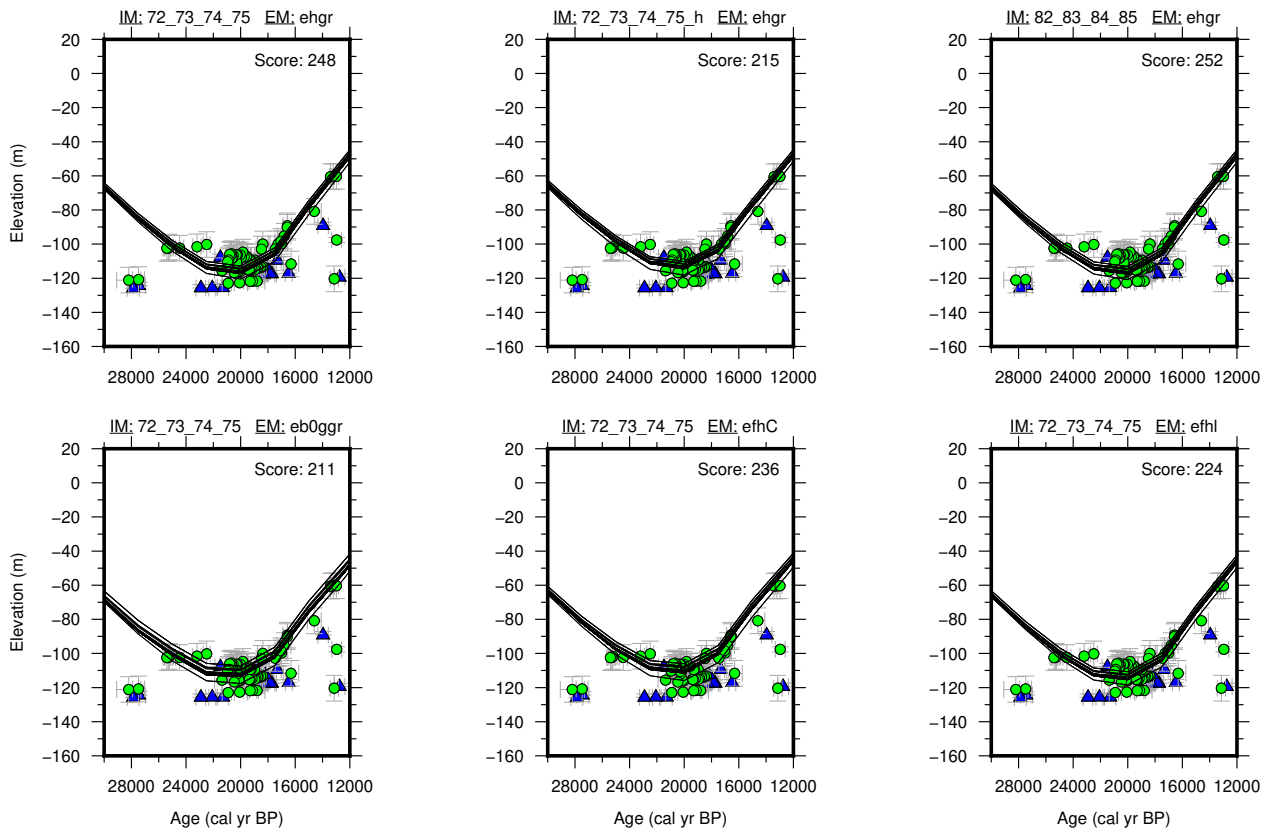 IM: 72_73_74_75 EM: ehgr
IM: 72_73_74_75_h EM: ehgr
IM: 82_83_84_85 EM: ehgr
Score: 248
Score: 215
Score: 252
Elevation (m)
20
0
−20
−40
−60
−80
−100
−120
−140
−160
20
0
−20
−40
−60
−80
−100
−120
−140
−160
20
0
−20
−40
−60
−80
−100
−120
−140
−160
28000 24000 20000 16000 12000
28000 24000 20000 16000 12000
28000 24000 20000 16000 12000
IM: 72_73_74_75 EM: eb0ggr
IM: 72_73_74_75 EM: efhC
IM: 72_73_74_75 EM: efhl
Score: 211
Score: 236
Score: 224
Elevation (m)
20
0
−20
−40
−60
−80
−100
−120
−140
−160
20
0
−20
−40
−60
−80
−100
−120
−140
−160
20
0
−20
−40
−60
−80
−100
−120
−140
−160
28000 24000 20000 16000 12000
28000 24000 20000 16000 12000
28000 24000 20000 16000 12000
Age (cal yr BP)
Age (cal yr BP)
Age (cal yr BP)